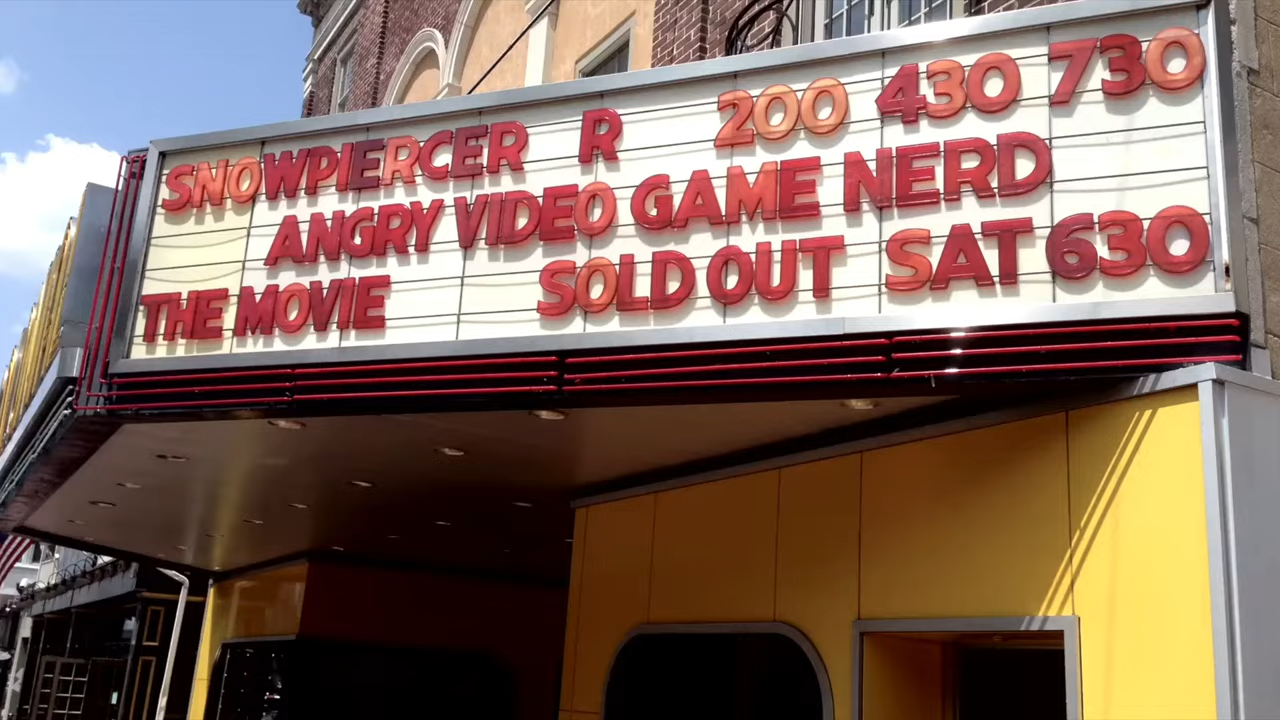 SNOWPIERCER R 200 430 730
ANGRY VIDEO GAME NERD
THE MOVIE SOLD OUT SAT 630